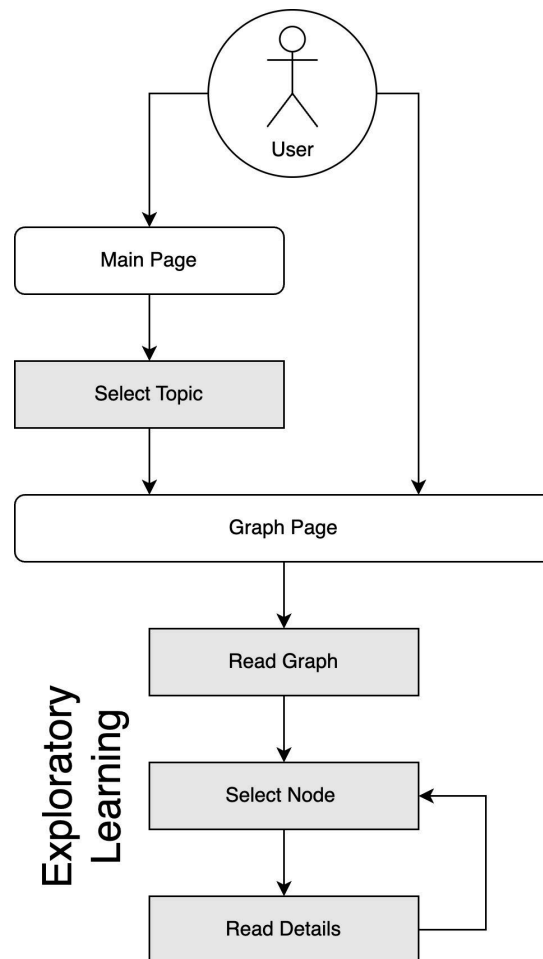 User
Main Page
Select Topic
Graph Page
Read Graph
Exploratory
Learning
Select Node
Read Details